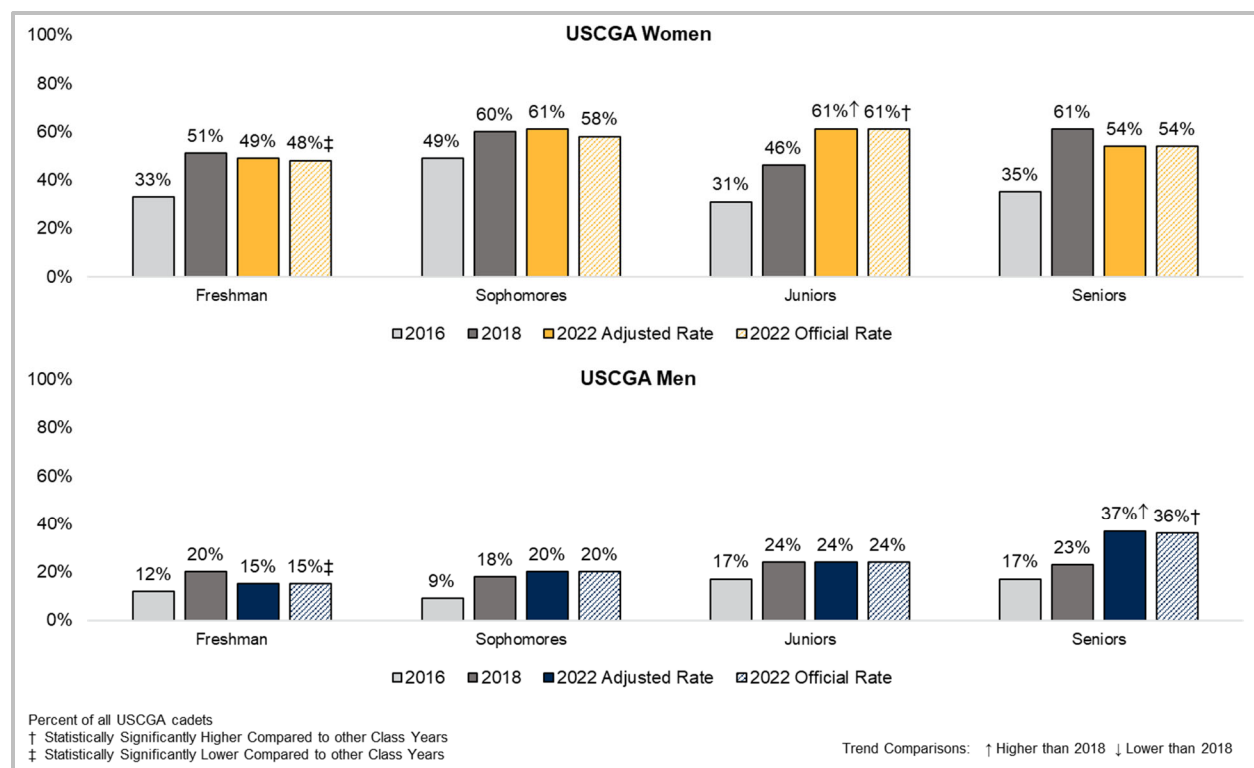 USCGA Women
100%
80%
60%
40%
20%
0%
33% 51% 49% 48%‡
49% 60% 61% 58%
31% 46% 61%↑ 61%†
35% 61% 54% 54%
Freshman Sophomores Juniors Seniors
2016 2018 2022 Adjusted Rate 2022 Official Rate
USCGA Men
100%
80%
60%
40%
20%
0%
12% 20% 15% 15%‡
9% 18% 20% 20%
17% 24% 24% 24%
17% 23% 37%↑ 36%†
Freshman Sophomores Juniors Seniors
2016 2018 2022 Adjusted Rate 2022 Official Rate
Percent of all USCGA cadets
† Statistically Significantly Higher Compared to other Class Years
‡ Statistically Significantly Lower Compared to other Class Years
Trend Comparisons: ↑ Higher than 2018 ↓ Lower than 2018